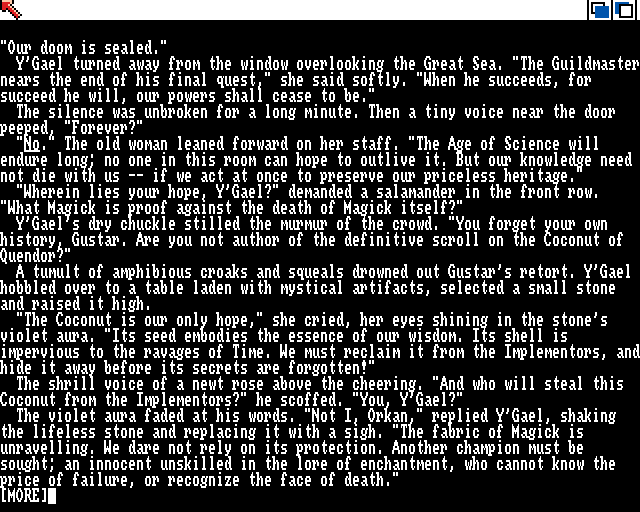 "Our doom is sealed."
Y'Gael turned away from the window overlooking the Great Sea. "The Guildmaster
nears the end of his final quest," she said softly. "When he succeeds, for
succeed he will, our powers shall cease to be."
The silence was unbroken for a long minute. Then a tiny voice near the door
peeped, "Forever?"
"No." The old woman leaned forward on her staff. "The Age of Science will
endure long; no one in this room can hope to outlive it. But our knowledge need
not die with us -- if we act at once to preserve our priceless heritage."
"Wherein lies your hope, Y'Gael?" demanded a salamander in the front row.
"What Magick is proof against the death of Magick itself?"
Y'Gael's dry chuckle stilled the murmur of the crowd. "You forget your own
history, Gustar. Are you not author of the definitive scroll on the Coconut of
Quendor?"
A tumult of amphibious croaks and squeals drowned out Gustar's retort. Y'Gael
hobbled over to a table laden with mystical artifacts, selected a small stone
and raised it high.
"The Coconut is our only hope," she cried, her eyes shining in the stone's
violet aura. "Its seed embodies the essence of our wisdom. Its shell is
impervious to the ravages of Time. We must reclaim it from the Implementors, and
hide it away before its secrets are forgotten!"
The shrill voice of a newt rose above the cheering. "And who will steal this
Coconut from the Implementors?" he scoffed. "You, Y'Gael?"
The violet aura faded at his words. "Not I, Orkan," replied Y'Gael, shaking
the lifeless stone and replacing it with a sigh. "The fabric of Magick is
unravelling. We dare not rely on its protection. Another champion must be
sought; an innocent unskilled in the lore of enchantment, who cannot know the
price of failure, or recognize the face of death."
[MORE]